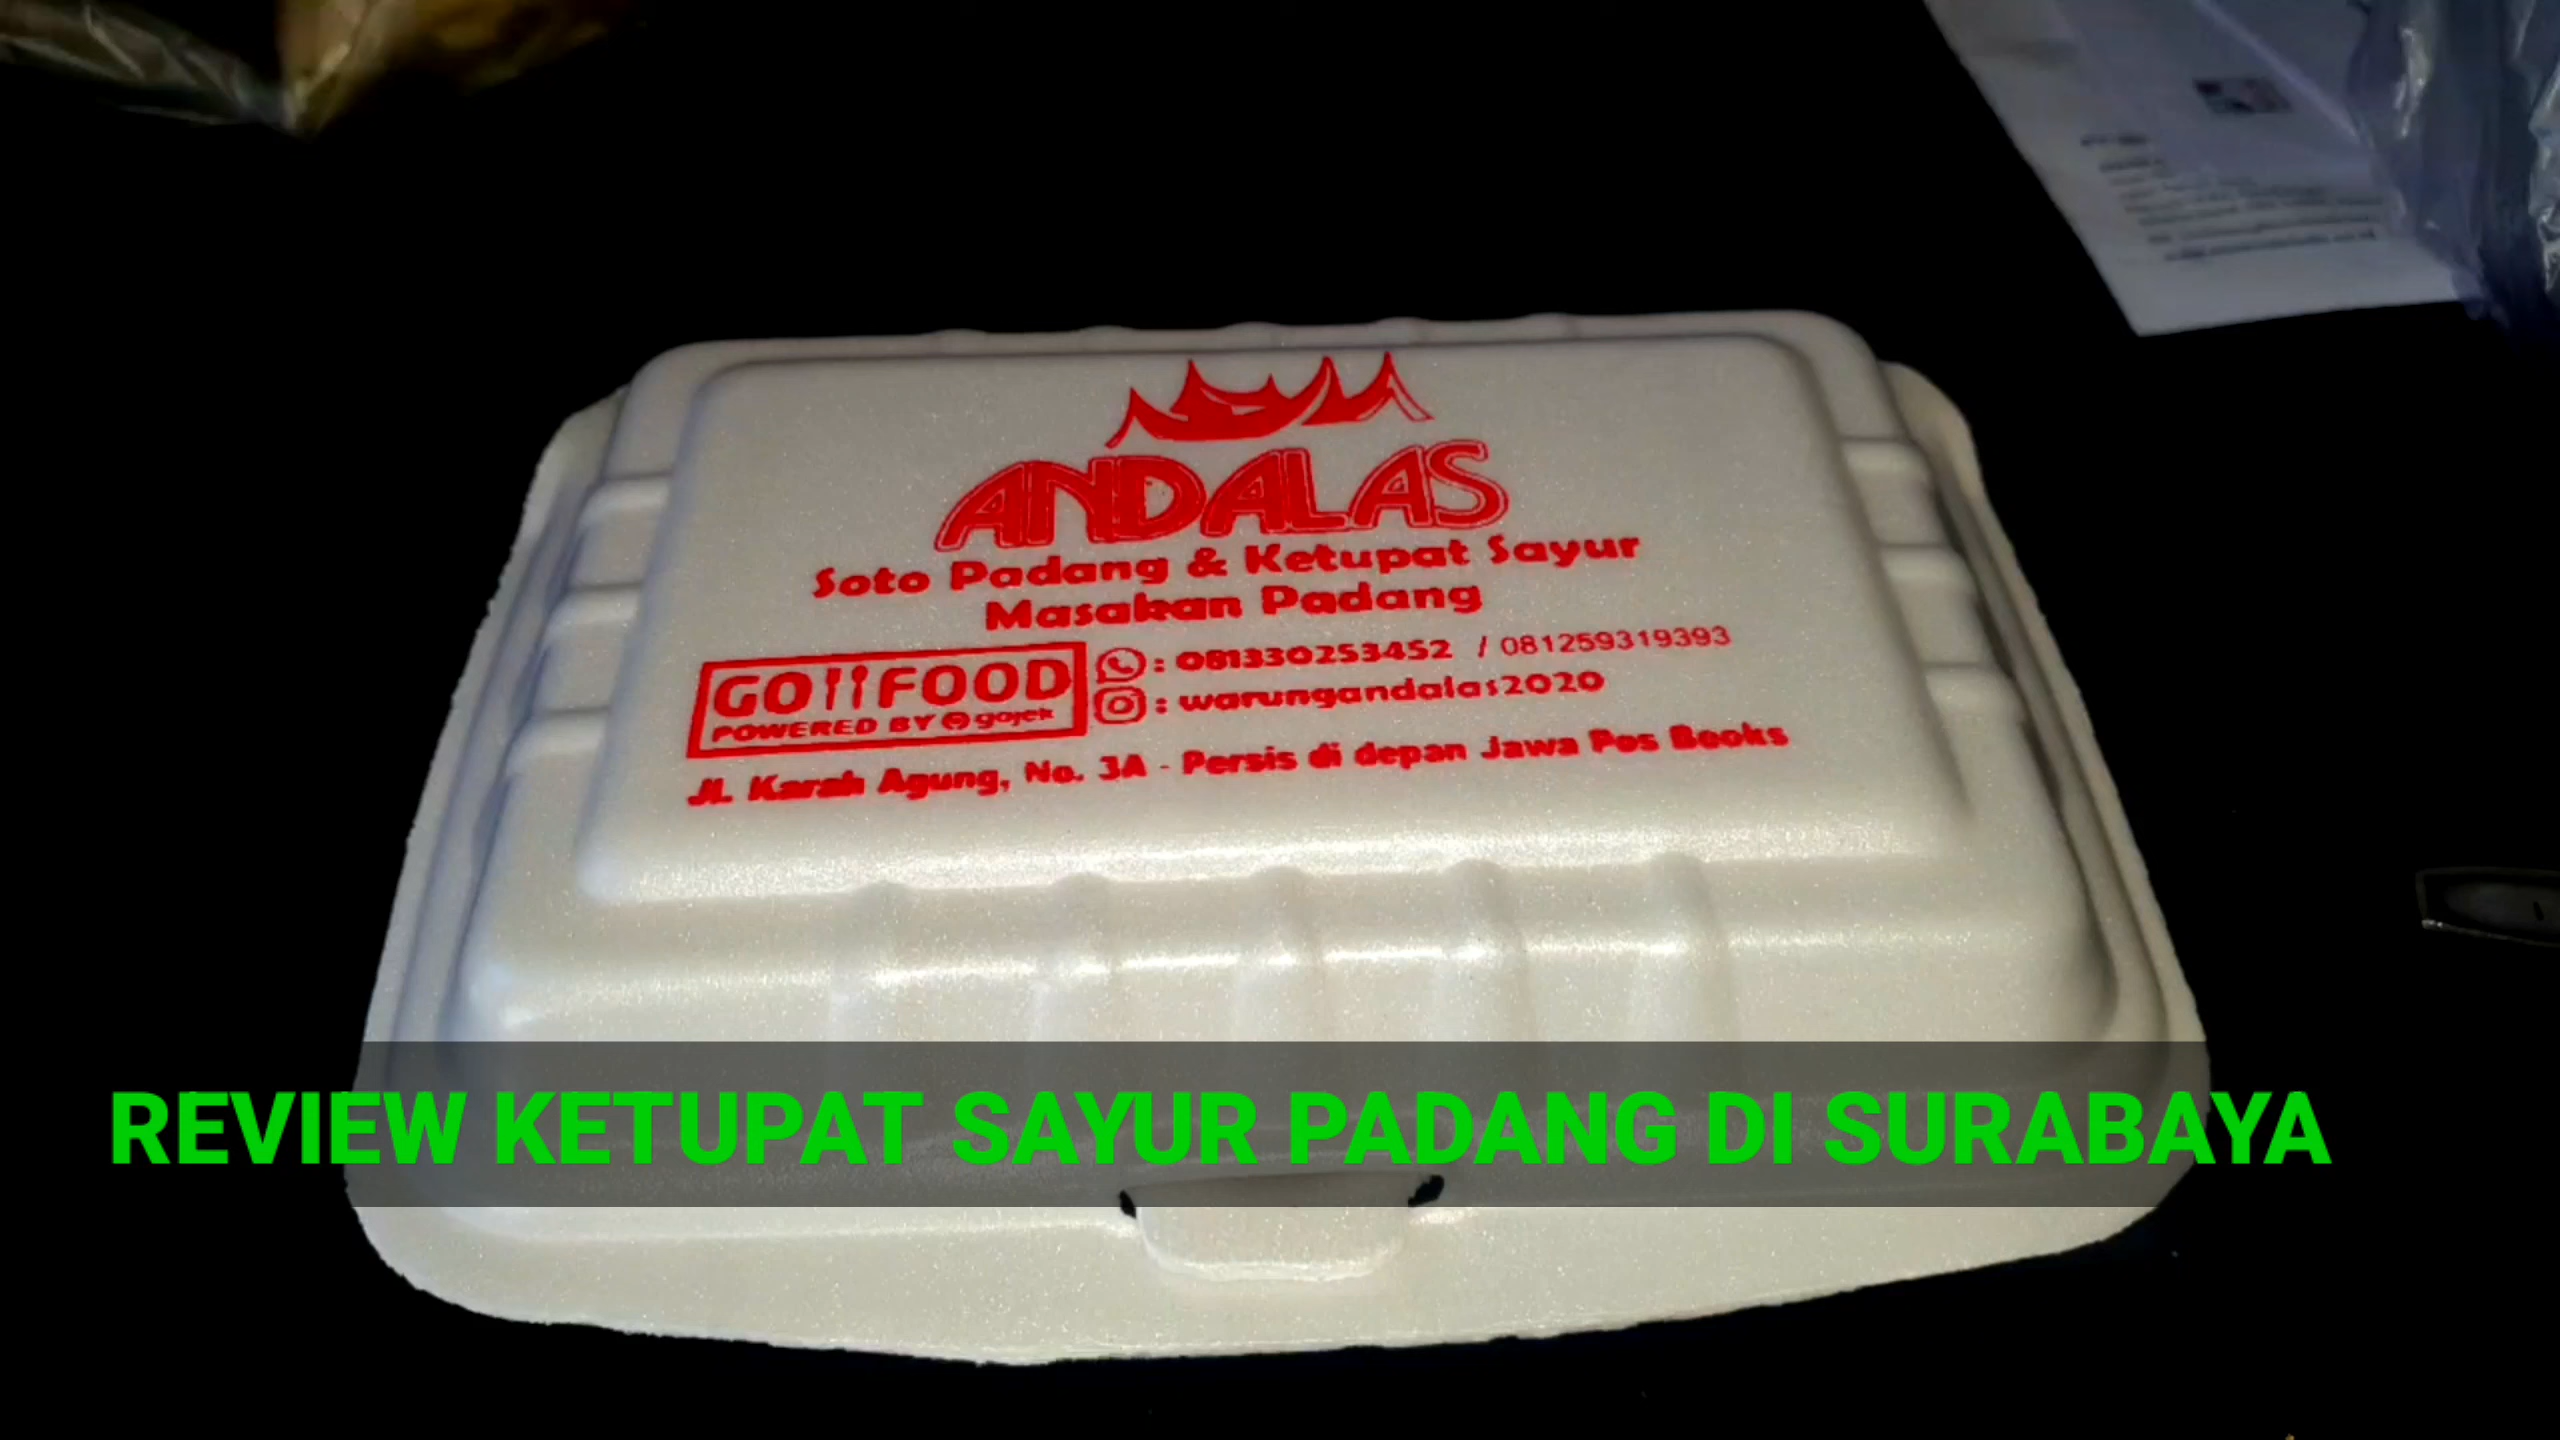 ANDALAS
Soto Padang & Ketupat Sayur
Masakan Padang
GO FOOD
POWERED BY gojek
: 081330253452 / 081259319393
: warungandalas2020
Jl. Karah Agung, No. 3A - Persis di depan Jawa Pos Books
REVIEW KETUPAT SAYUR PADANG DI SURABAYA